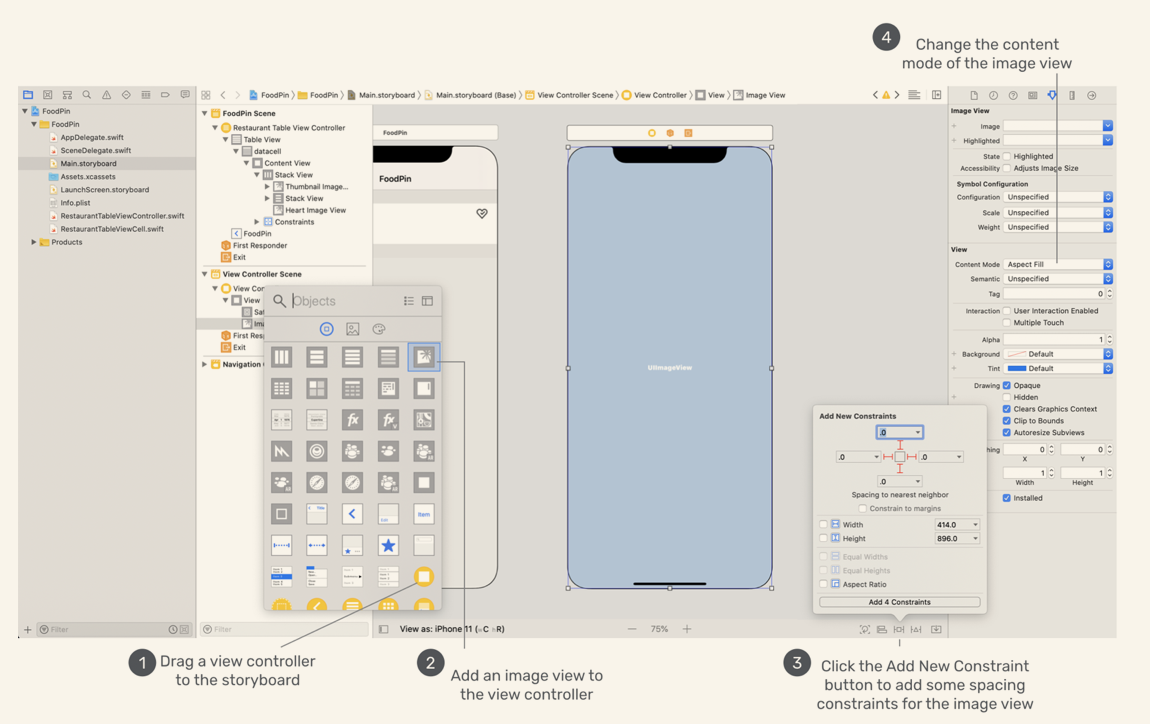 4
Change the content
mode of the image view
FoodPin
FoodPin
AppDelegate.swift
SceneDelegate.swift
Main.storyboard
Assets.xcassets
LaunchScreen.storyboard
Info.plist
RestaurantTableViewController.swift
RestaurantTableViewCell.swift
Products
Filter
FoodPin
FoodPin
Main.storyboard
Main.storyboard (Base)
View Controller Scene
View Controller
View
Image View
FoodPin Scene
Restaurant Table View Controller
Table View
datacell
Content View
Stack View
Thumbnail Image...
Stack View
Heart Image View
Constraints
FoodPin
First Responder
Exit
View Controller Scene
View Cor
View
Saf
Ima
First Res
Exit
Navigation
Filter
Objects
Title
Edit
Item
FoodPin
FoodPin
UIImageView
View as: iPhone 11 (wC hR)
75%
Add New Constraints
.0
.0
.0
.0
Spacing to nearest neighbor
Constrain to margins
Width 414.0
Height 896.0
Equal Widths
Equal Heights
Aspect Ratio
Add 4 Constraints
Image View
Image
Highlighted
State Highlighted
Accessibility Adjusts Image Size
Symbol Configuration
Configuration Unspecified
Scale Unspecified
Weight Unspecified
View
Content Mode Aspect Fill
Semantic Unspecified
Tag 0
Interaction User Interaction Enabled
Multiple Touch
Alpha 1
Background Default
Tint Default
Drawing Opaque
Hidden
Clears Graphics Context
Clip to Bounds
Autoresize Subviews
hing 0 0
X Y
1 1
Width Height
Installed
1 Drag a view controller
to the storyboard
2 Add an image view to
the view controller
3 Click the Add New Constraint
button to add some spacing
constraints for the image view